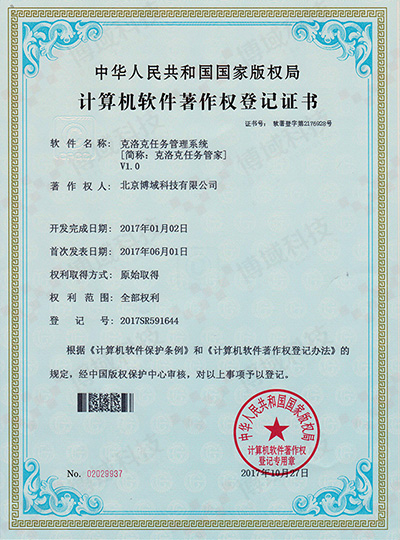 中华人民共和国国家版权局
计算机软件著作权登记证书
证书号： 软著登字第2176928号
软件名称： 克洛克任务管理系统
[简称：克洛克任务管家]
V1.0
著作权人： 北京博域科技有限公司
开发完成日期： 2017年01月02日
首次发表日期： 2017年06月01日
权利取得方式： 原始取得
权利范围： 全部权利
登记号： 2017SR591644
根据《计算机软件保护条例》和《计算机软件著作权登记办法》的
规定，经中国版权保护中心审核，对以上事项予以登记。
中华人民共和国国家版权局
计算机软件著作权
登记专用章
No. 02029937
2017年10月27日
博域科技